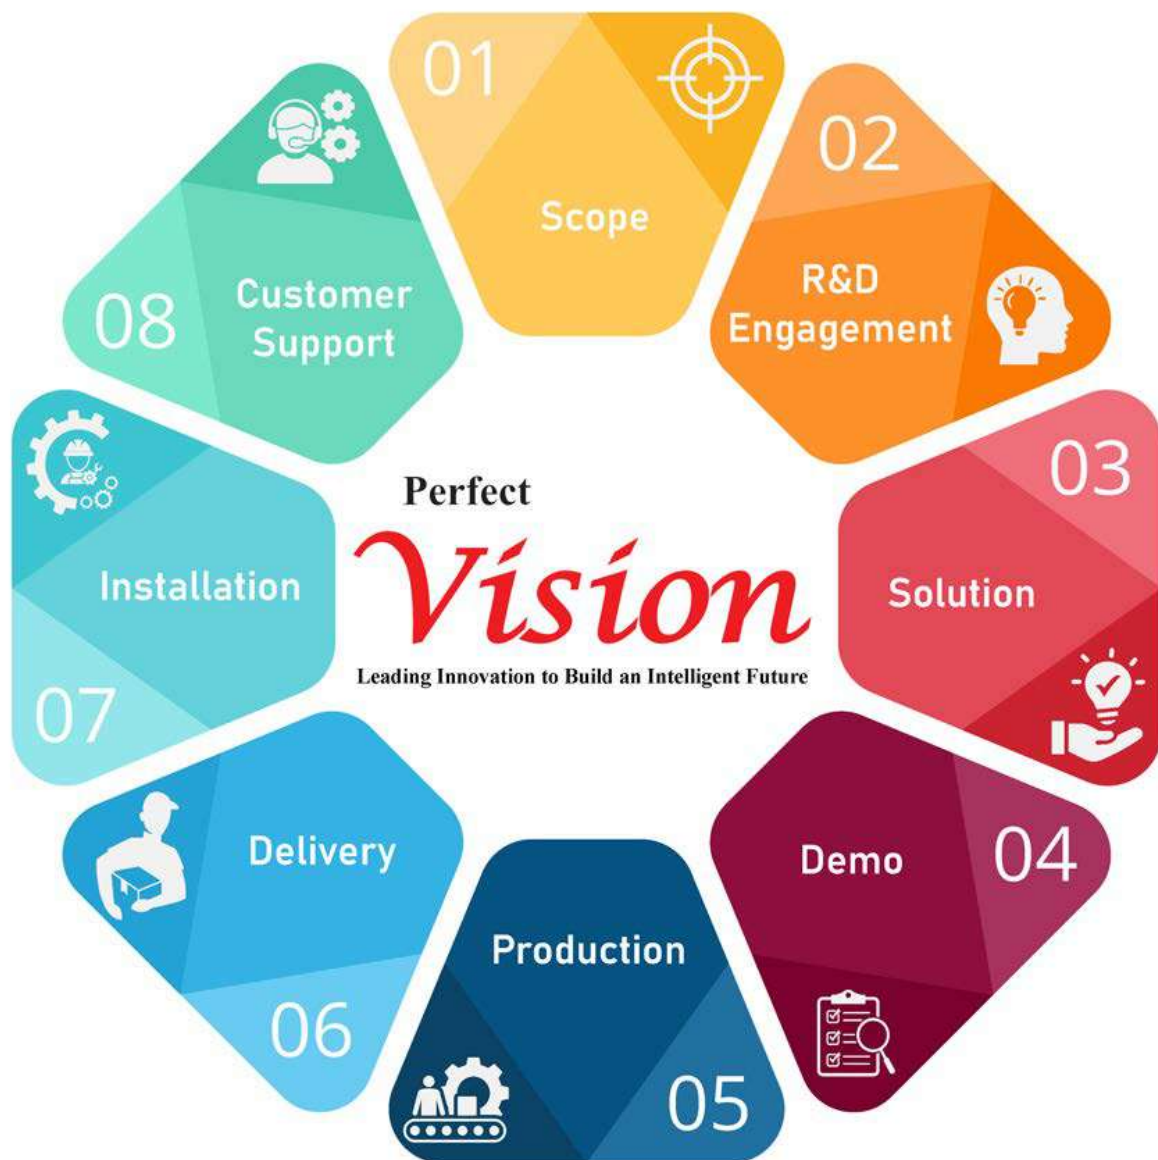 01
Scope
02
R&D
Engagement
03
Solution
04
Demo
05
Production
06
Delivery
07
Installation
08
Customer
Support
Perfect
Vision
Leading Innovation to Build an Intelligent Future